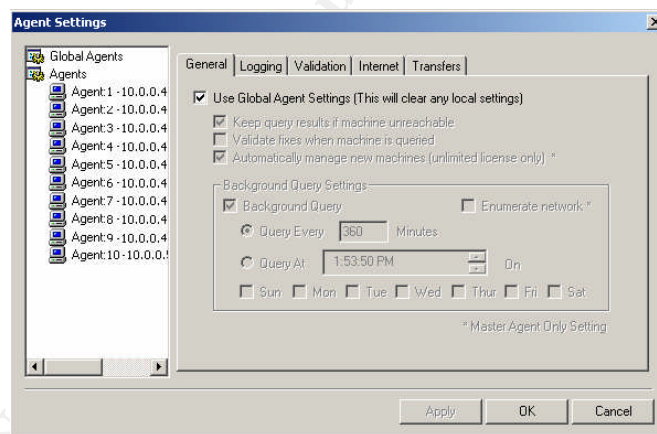 Agent Settings
Global Agents
Agents
Agent:1 -10.0.0.4
Agent:2 -10.0.0.4
Agent:3 -10.0.0.4
Agent:4 -10.0.0.4
Agent:5 -10.0.0.4
Agent:6 -10.0.0.4
Agent:7 -10.0.0.4
Agent:8 -10.0.0.4
Agent:9 -10.0.0.4
Agent:10 -10.0.0.5
General Logging Validation Internet Transfers
Use Global Agent Settings (This will clear any local settings)
Keep query results if machine unreachable
Validate fixes when machine is queried
Automatically manage new machines (unlimited license only) *
Background Query Settings
Background Query Enumerate network *
Query Every 360 Minutes
Query At 1:53:50 PM On
Sun Mon Tue Wed Thur Fri Sat
* Master Agent Only Setting
Apply OK Cancel